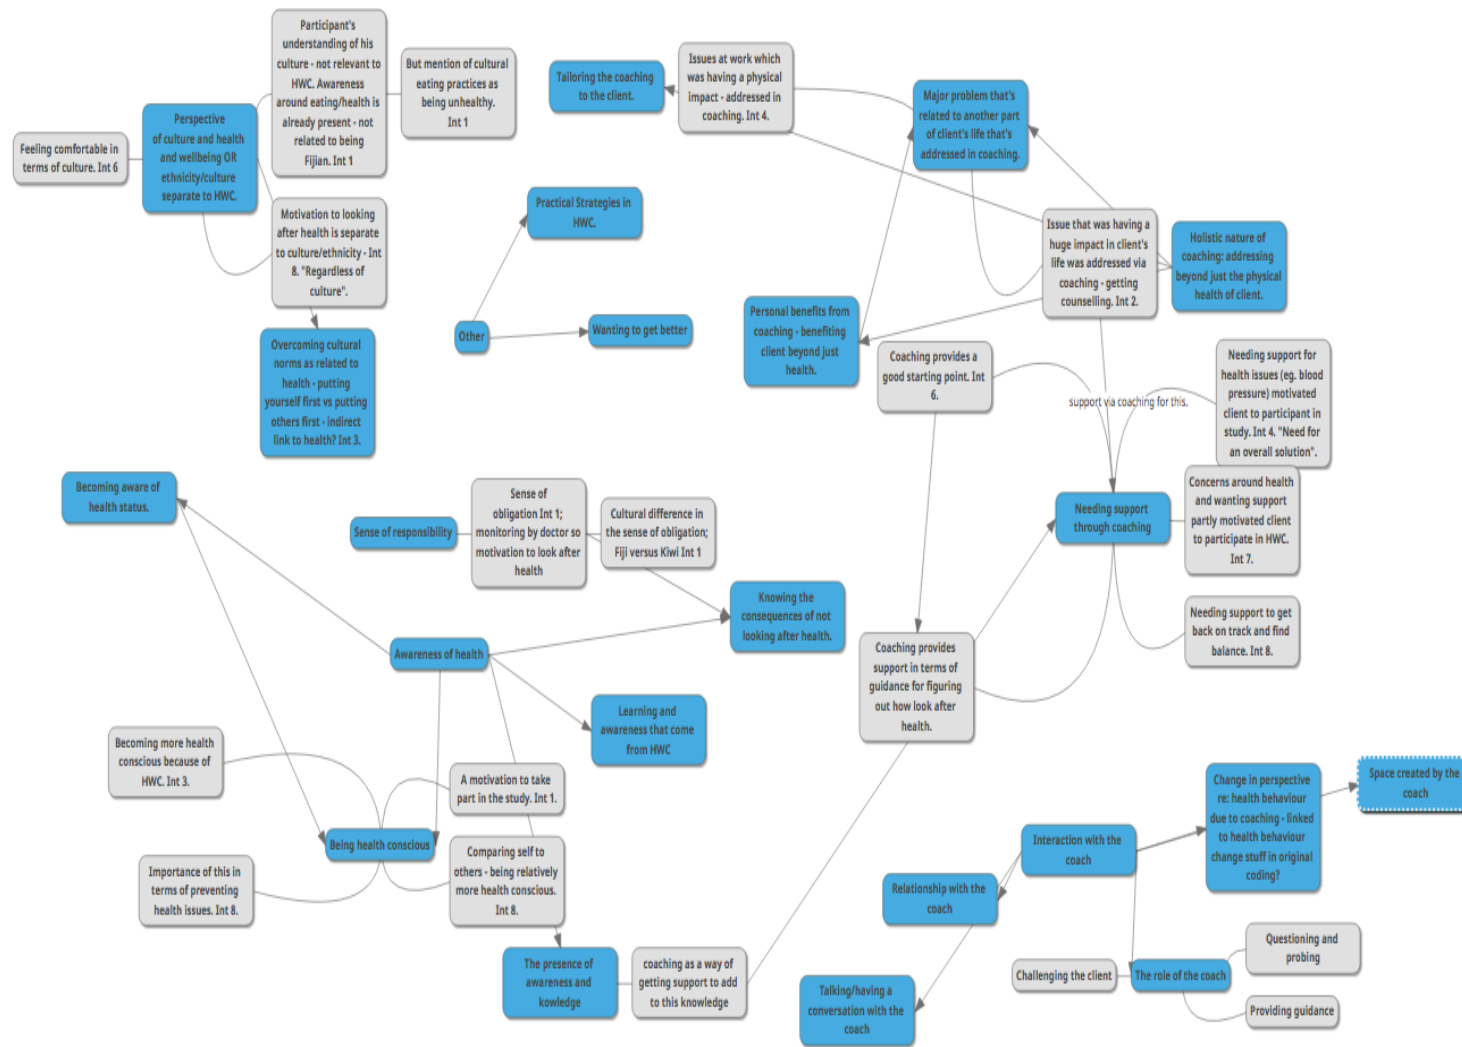 Participant's
understanding of his
culture - not relevant to
HWC. Awareness
around eating/health is
already present - not
related to being
Fijian. Int 1
But mention of cultural
eating practices as
being unhealthy.
Int 1
Perspective
of culture and health
and wellbeing OR
ethnicity/culture
separate to HWC.
Feeling comfortable in
terms of culture. Int 6
Motivation to looking
after health is separate
to culture/ethnicity - Int
8. "Regardless of
culture".
Overcoming cultural
norms as related to
health - putting
yourself first vs putting
others first - indirect
link to health? Int 3.
Tailoring the coaching
to the client.
Issues at work which
was having a physical
impact - addressed in
coaching. Int 4.
Major problem that's
related to another part
of client's life that's
addressed in coaching.
Practical Strategies in
HWC.
Other
Wanting to get better
Issue that was having a
huge impact in client's
life was addressed via
coaching - getting
counselling. Int 2.
Holistic nature of
coaching: addressing
beyond just the physical
health of client.
Personal benefits from
coaching - benefiting
client beyond just
health.
Coaching provides a
good starting point. Int
6.
support via coaching for this.
Needing support for
health issues (eg. blood
pressure) motivated
client to participant in
study. Int 4. "Need for
an overall solution".
Needing support
through coaching
Concerns around health
and wanting support
partly motivated client
to participate in HWC.
Int 7.
Needing support to get
back on track and find
balance. Int 8.
Becoming aware of
health status.
Sense of responsibility
Sense of
obligation Int 1;
monitoring by doctor so
motivation to look after
health
Cultural difference in
the sense of obligation;
Fiji versus Kiwi Int 1
Knowing the
consequences of not
looking after health.
Awareness of health
Learning and
awareness that come
from HWC
Coaching provides
support in terms of
guidance for figuring
out how look after
health.
Becoming more health
conscious because of
HWC. Int 3.
A motivation to take
part in the study. Int 1.
Being health conscious
Importance of this in
terms of preventing
health issues. Int 8.
Comparing self to
others - being relatively
more health conscious.
Int 8.
The presence of
awareness and
kowledge
coaching as a way of
getting support to add
to this knowledge
Interaction with the
coach
Change in perspective
re: health behaviour
due to coaching - linked
to health behaviour
change stuff in original
coding?
Space created by the
coach
Relationship with the
coach
Talking/having a
conversation with the
coach
Challenging the client
The role of the coach
Questioning and
probing
Providing guidance